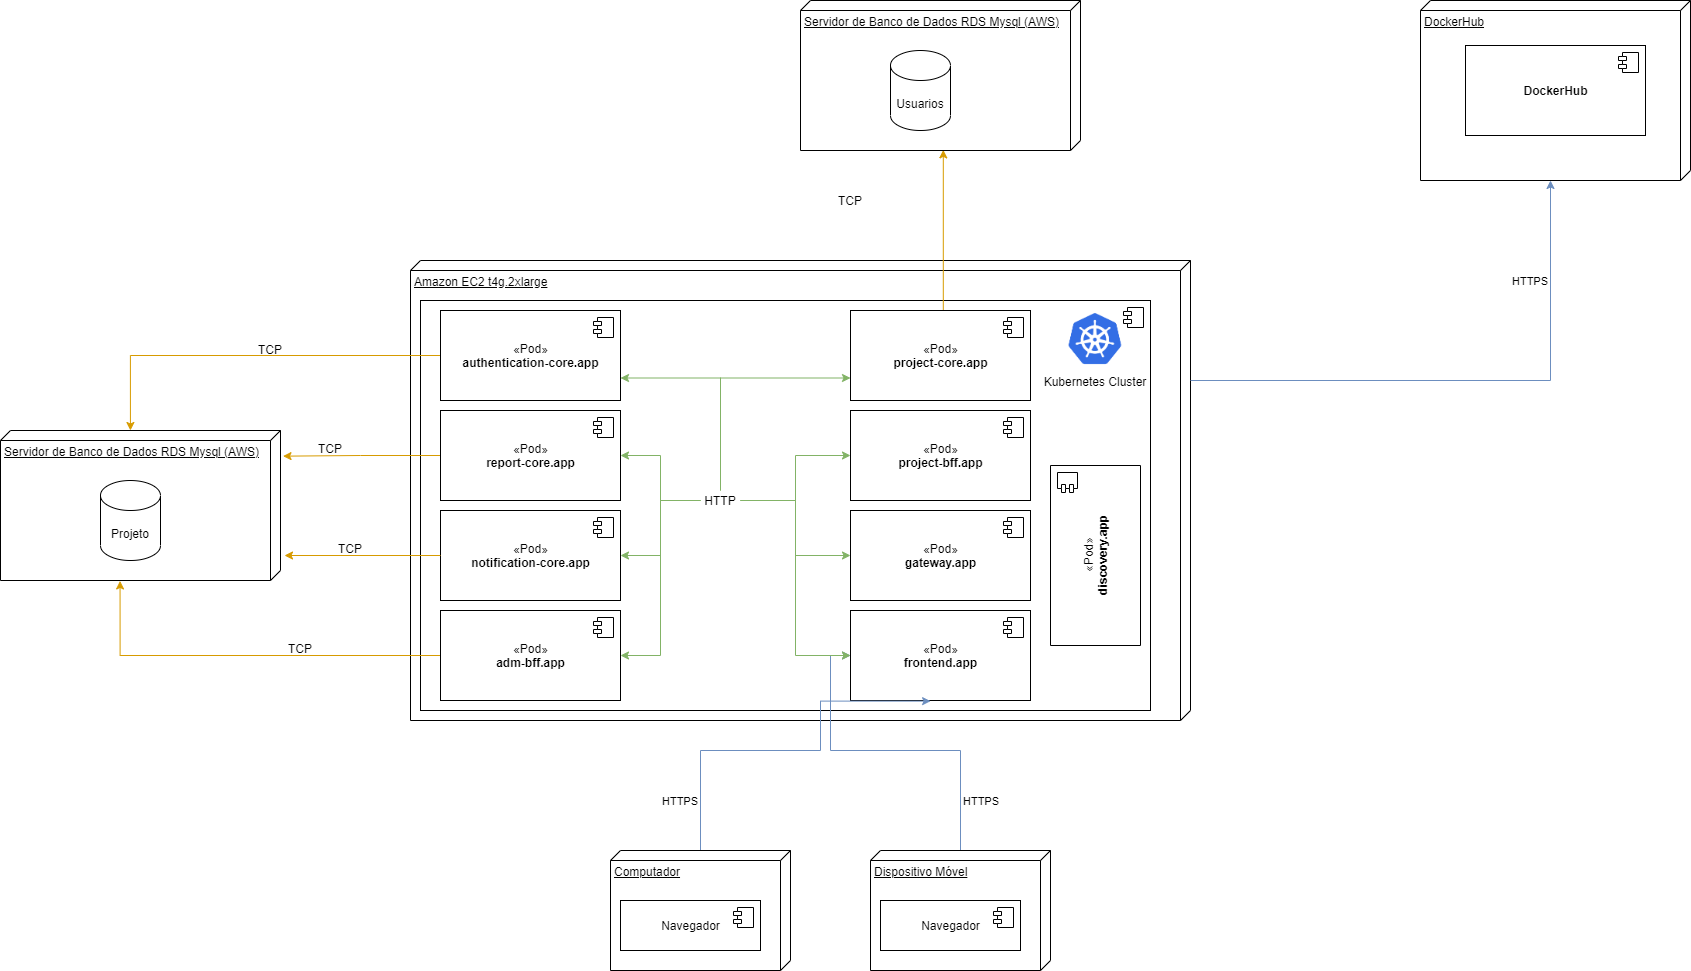 Servidor de Banco de Dados RDS Mysql (AWS)
Usuarios
DockerHub
DockerHub
TCP
HTTPS
Amazon EC2 t4g.2xlarge
«Pod»
authentication-core.app
«Pod»
project-core.app
Kubernetes Cluster
TCP
«Pod»
report-core.app
«Pod»
project-bff.app
TCP
Servidor de Banco de Dados RDS Mysql (AWS)
Projeto
HTTP
«Pod»
notification-core.app
«Pod»
gateway.app
«Pod»
discovery.app
TCP
«Pod»
adm-bff.app
«Pod»
frontend.app
TCP
HTTPS
HTTPS
Computador
Navegador
Dispositivo Móvel
Navegador